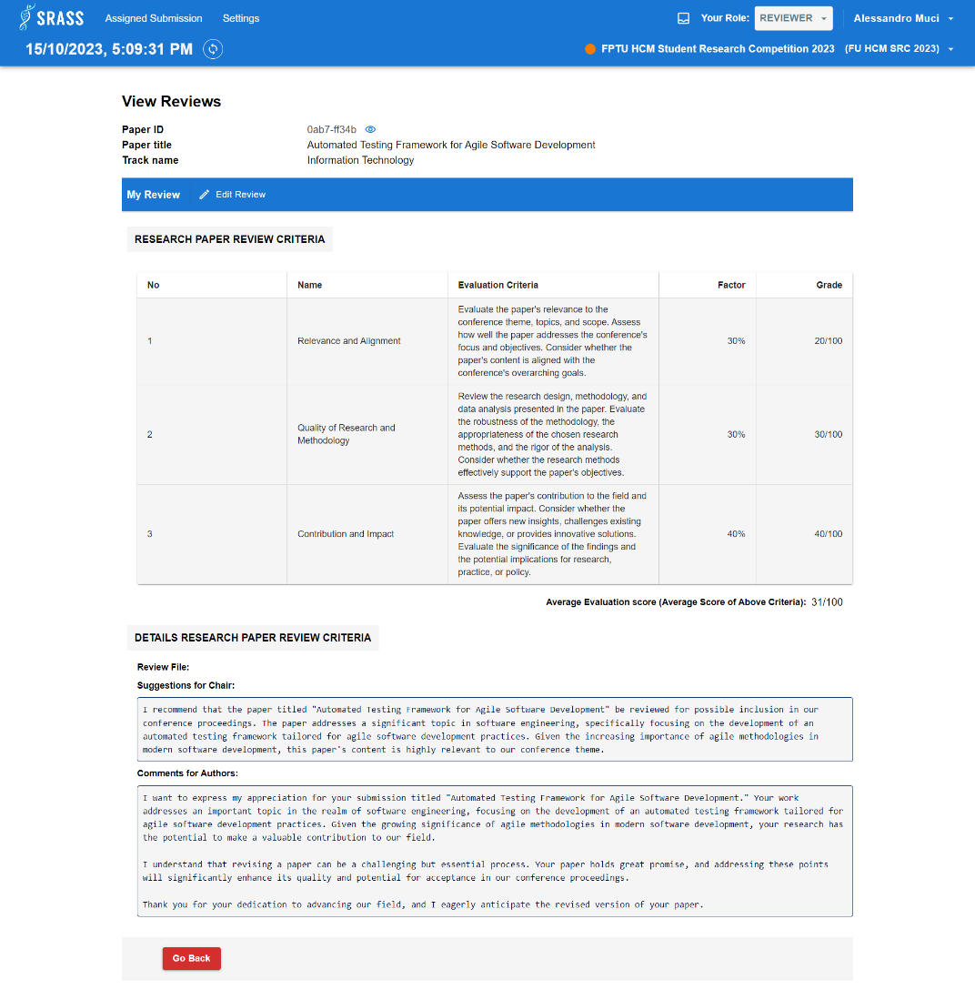 SRASS Assigned Submission Settings Your Role: REVIEWER Alessandro Muci
15/10/2023, 5:09:31 PM FPTU HCM Student Research Competition 2023 (FU HCM SRC 2023)
View Reviews
Paper ID 0ab7-ff34b
Paper title Automated Testing Framework for Agile Software Development
Track name Information Technology
My Review Edit Review
RESEARCH PAPER REVIEW CRITERIA
No Name Evaluation Criteria Factor Grade
1 Relevance and Alignment
Evaluate the paper's relevance to the
conference theme, topics, and scope. Assess
how well the paper addresses the conference's
focus and objectives. Consider whether the
paper's content is aligned with the
conference's overarching goals.
30% 20/100
2 Quality of Research and
Methodology
Review the research design, methodology, and
data analysis presented in the paper. Evaluate
the robustness of the methodology, the
appropriateness of the chosen research
methods, and the rigor of the analysis.
Consider whether the research methods
effectively support the paper's objectives.
30% 30/100
3 Contribution and Impact
Assess the paper's contribution to the field and
its potential impact. Consider whether the
paper offers new insights, challenges existing
knowledge, or provides innovative solutions.
Evaluate the significance of the findings and
the potential implications for research,
practice, or policy.
40% 40/100
Average Evaluation score (Average Score of Above Criteria): 31/100
DETAILS RESEARCH PAPER REVIEW CRITERIA
Review File:
Suggestions for Chair:
I recommend that the paper titled "Automated Testing Framework for Agile Software Development" be reviewed for possible inclusion in our
conference proceedings. The paper addresses a significant topic in software engineering, specifically focusing on the development of an
automated testing framework tailored for agile software development practices. Given the increasing importance of agile methodologies in
modern software development, this paper's content is highly relevant to our conference theme.
Comments for Authors:
I want to express my appreciation for your submission titled "Automated Testing Framework for Agile Software Development." Your work
addresses an important topic in the realm of software engineering, focusing on the development of an automated testing framework tailored for
agile software development practices. Given the growing significance of agile methodologies in modern software development, your research has
the potential to make a valuable contribution to our field.
I understand that revising a paper can be a challenging but essential process. Your paper holds great promise, and addressing these points
will significantly enhance its quality and potential for acceptance in our conference proceedings.
Thank you for your dedication to advancing our field, and I eagerly anticipate the revised version of your paper.
Go Back